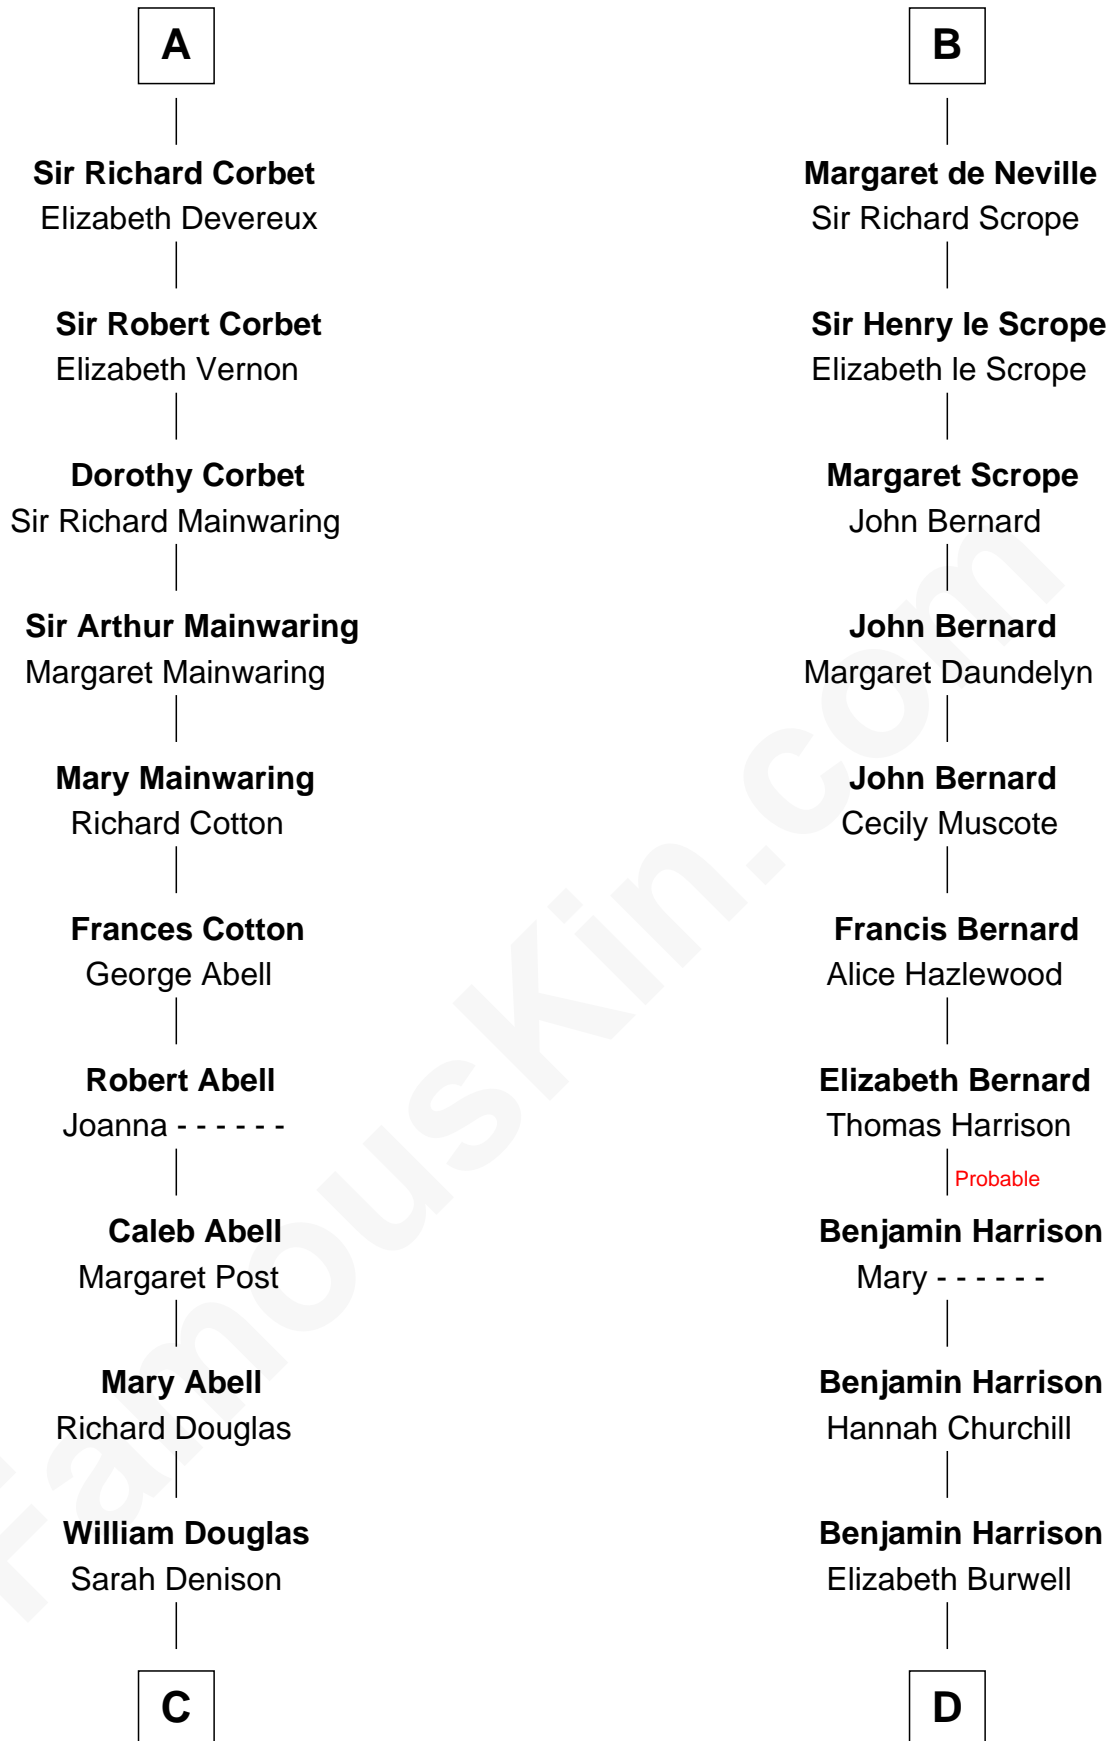 A
Sir Richard Corbet
Elizabeth Devereux
Sir Robert Corbet
Elizabeth Vernon
Dorothy Corbet
Sir Richard Mainwaring
Sir Arthur Mainwaring
Margaret Mainwaring
Mary Mainwaring
Richard Cotton
Frances Cotton
George Abell
Robert Abell
Joanna - - - - - -
Caleb Abell
Margaret Post
Mary Abell
Richard Douglas
William Douglas
Sarah Denison
C
B
Margaret de Neville
Sir Richard Scrope
Sir Henry le Scrope
Elizabeth le Scrope
Margaret Scrope
John Bernard
John Bernard
Margaret Daundelyn
John Bernard
Cecily Muscote
Francis Bernard
Alice Hazlewood
Elizabeth Bernard
Thomas Harrison
Probable
Benjamin Harrison
Mary - - - - - -
Benjamin Harrison
Hannah Churchill
Benjamin Harrison
Elizabeth Burwell
D
FamousKin.com